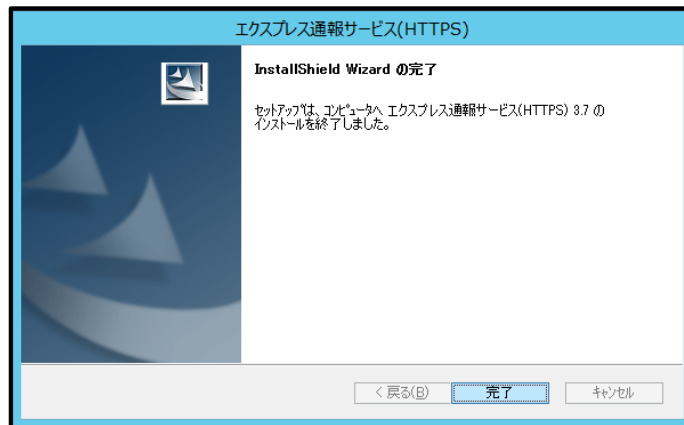 エクスプレス通報サービス(HTTPS)
InstallShield Wizard の完了
セットアップは、コンピュータへ エクスプレス通報サービス(HTTPS) 3.7 の
インストールを終了しました。
< 戻る(B)
完了
キャンセル